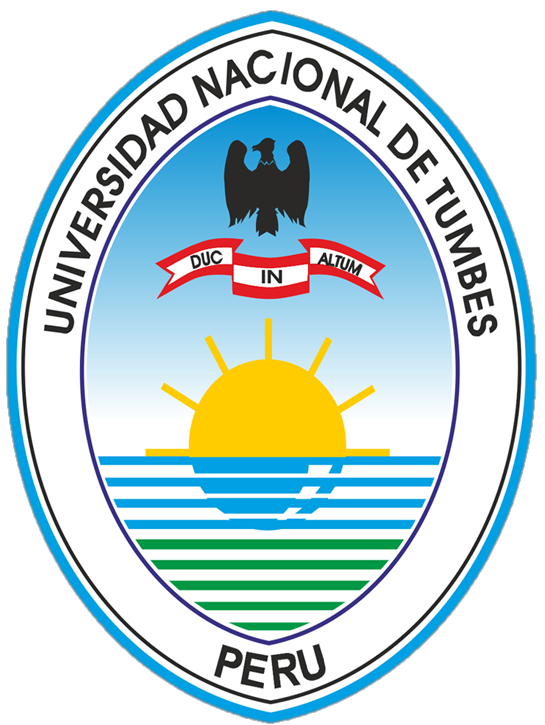 UNIVERSIDAD NACIONAL DE TUMBES
DUC IN ALTUM
PERU